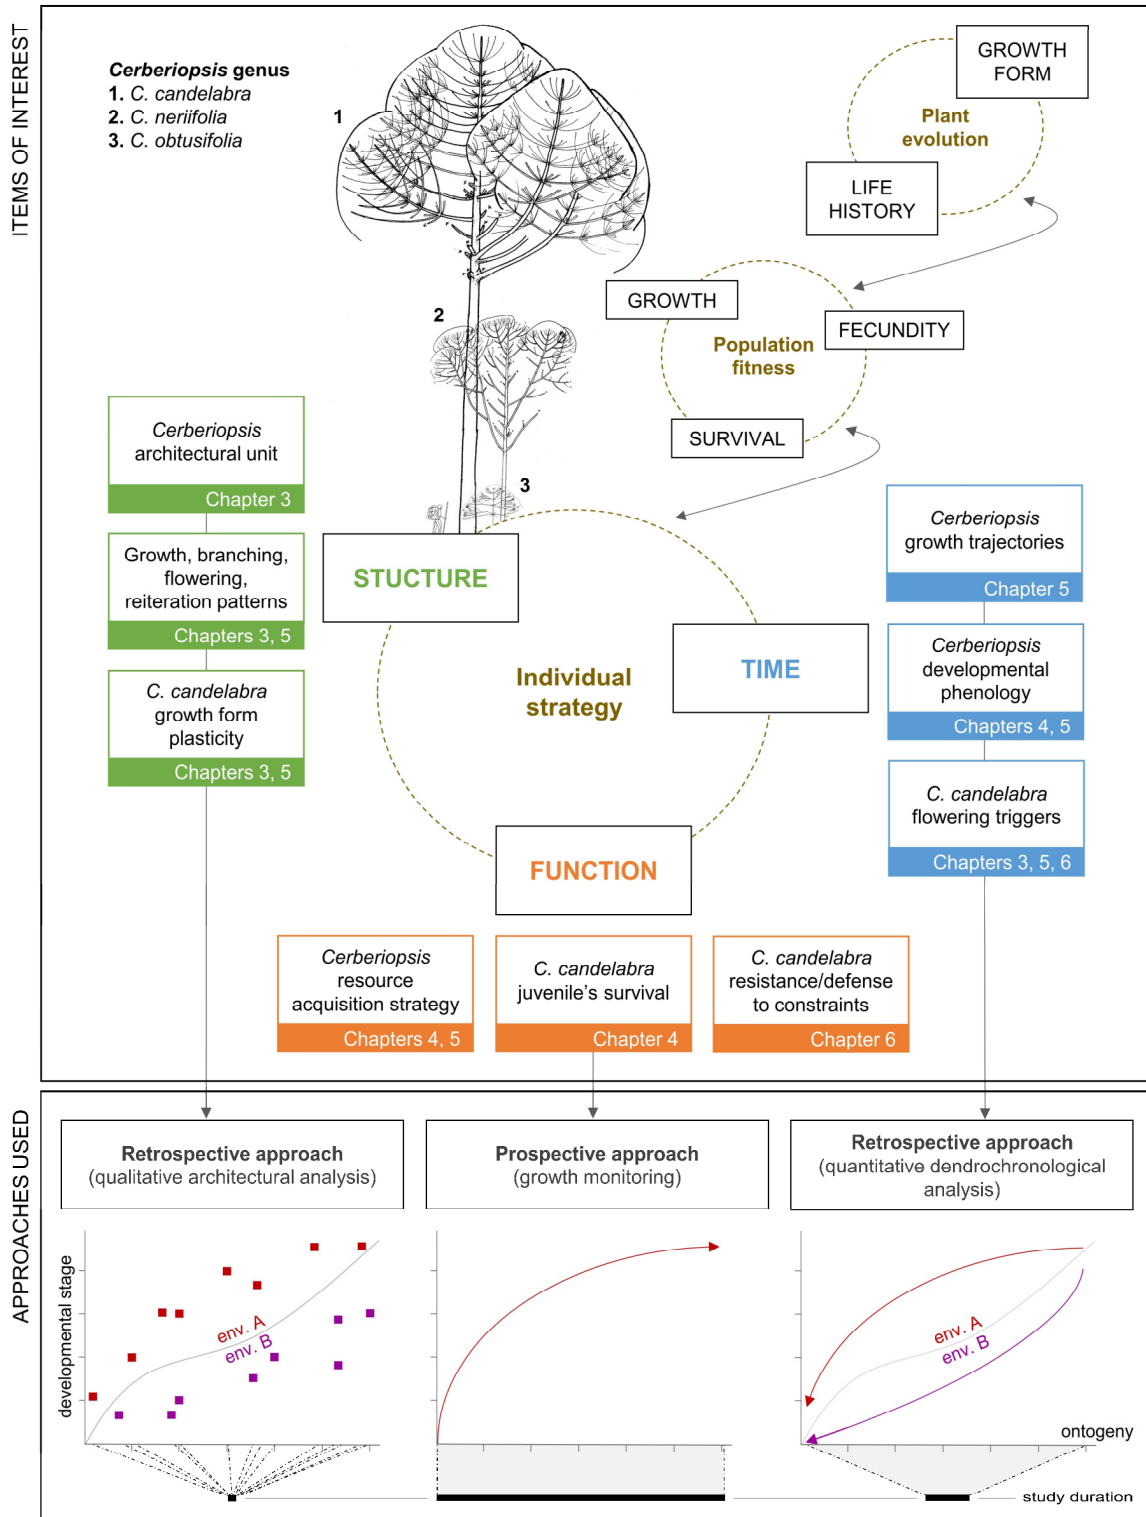 ITEMS OF INTEREST
Cerberiopsis genus
1. C. candelabra
2. C. neriifolia
3. C. obtusifolia
1
2
3
GROWTH
FORM
Plant
evolution
LIFE
HISTORY
GROWTH
FECUNDITY
Population
fitness
SURVIVAL
Cerberiopsis
architectural unit
Chapter 3
Growth, branching,
flowering,
reiteration patterns
Chapters 3, 5
C. candelabra
growth form
plasticity
Chapters 3, 5
STUCTURE
TIME
Individual
strategy
FUNCTION
Cerberiopsis
growth trajectories
Chapter 5
Cerberiopsis
developmental
phenology
Chapters 4, 5
C. candelabra
flowering triggers
Chapters 3, 5, 6
Cerberiopsis
resource
acquisition strategy
Chapters 4, 5
C. candelabra
juvenile's survival
Chapter 4
C. candelabra
resistance/defense
to constraints
Chapter 6
APPROACHES USED
Retrospective approach
(qualitative architectural analysis)
Prospective approach
(growth monitoring)
Retrospective approach
(quantitative dendrochronological
analysis)
developmental stage
env. A
env. B
env. A
env. B
ontogeny
study duration